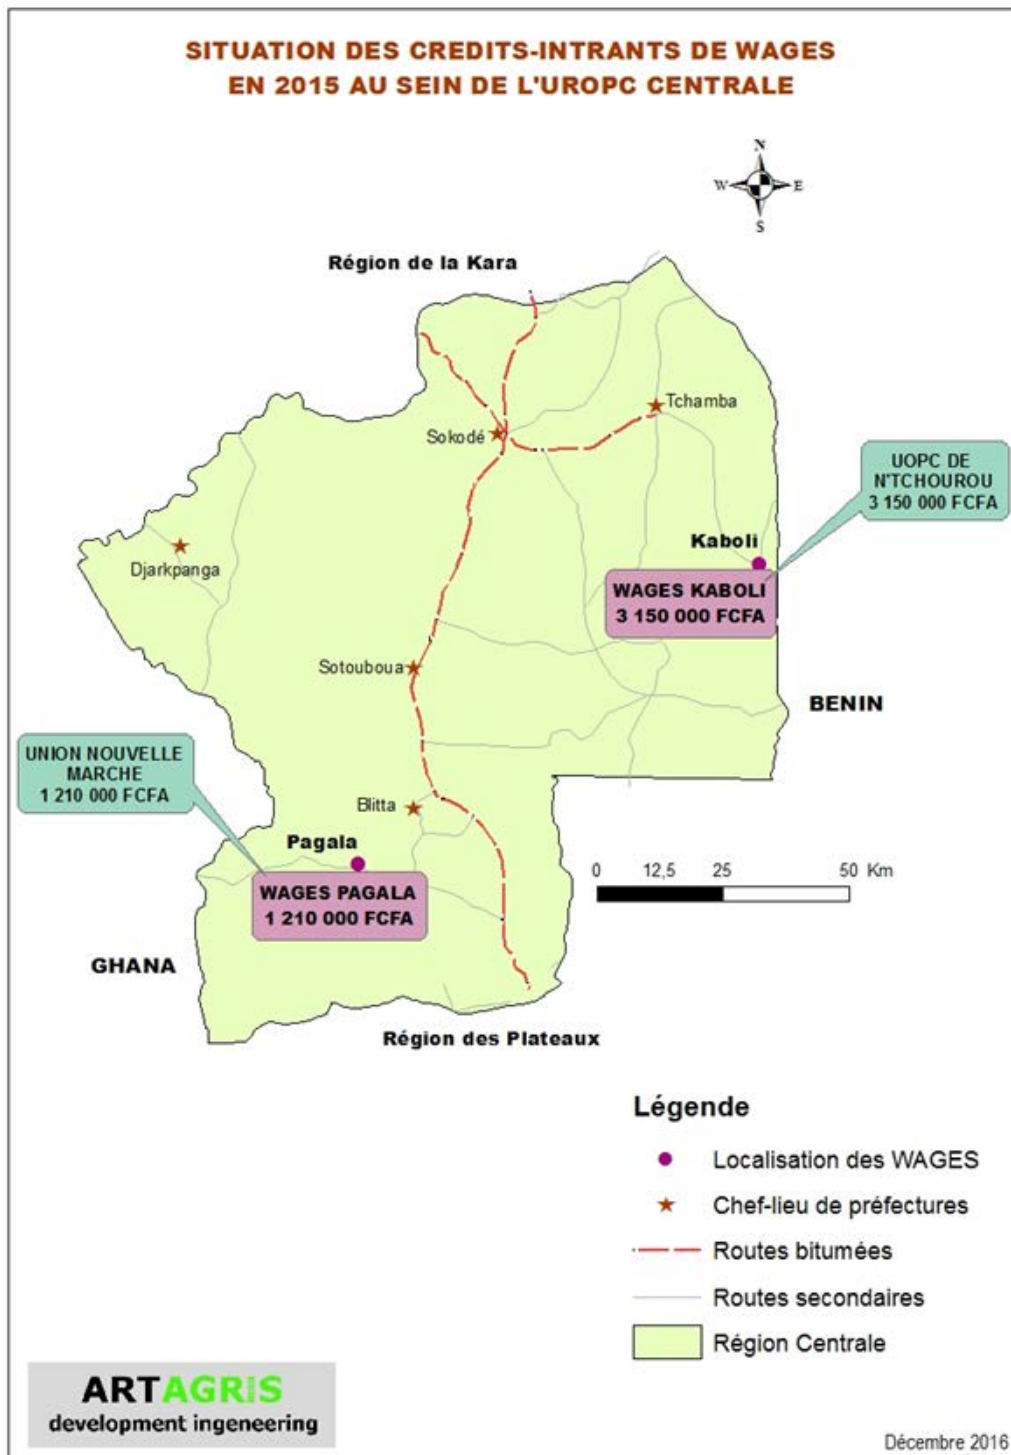 SITUATION DES CREDITS-INTRANTS DE WAGES
EN 2015 AU SEIN DE L'UROPC CENTRALE
N
W
E
S
Région de la Kara
Tchamba
Sokodé
UOPC DE
N'TCHOUROU
3 150 000 FCFA
Kaboli
Djarkpanga
WAGES KABOLI
3 150 000 FCFA
Sotouboua
BENIN
UNION NOUVELLE
MARCHE
1 210 000 FCFA
Blitta
Pagala
WAGES PAGALA
1 210 000 FCFA
0 12,5 25 50 Km
GHANA
Région des Plateaux
Légende
Localisation des WAGES
Chef-lieu de préfectures
Routes bitumées
Routes secondaires
Région Centrale
ARTAGRIS
development ingeneering
Décembre 2016